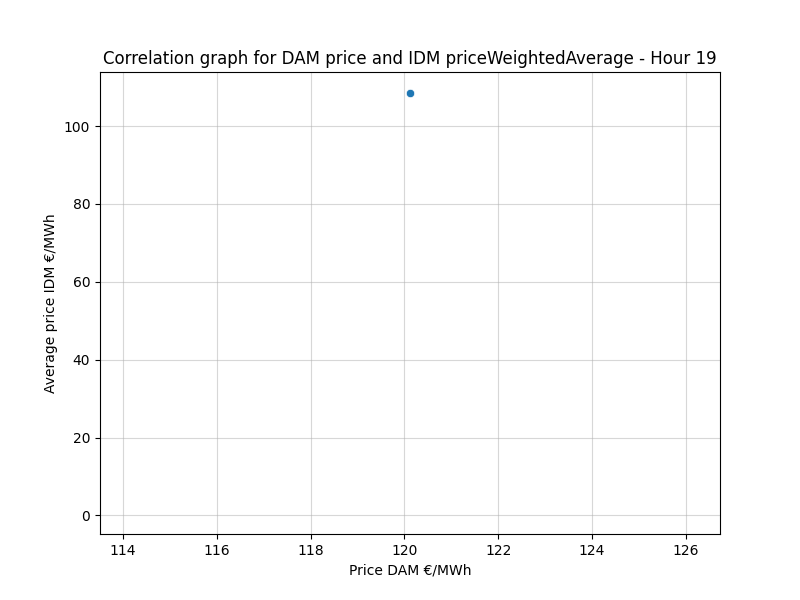 Correlation graph for DAM price and IDM priceWeightedAverage - Hour 19
100
80
60
40
20
0
Average price IDM €/MWh
114 116 118 120 122 124 126
Price DAM €/MWh